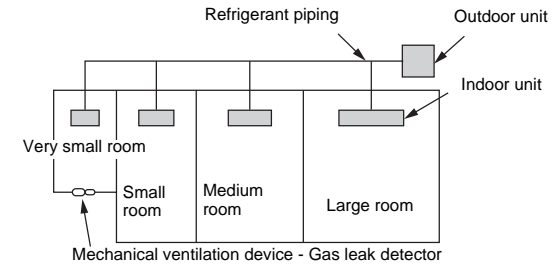 Refrigerant piping
Outdoor unit
Indoor unit
Very small room
Small
room
Medium
room
Large room
Mechanical ventilation device - Gas leak detector